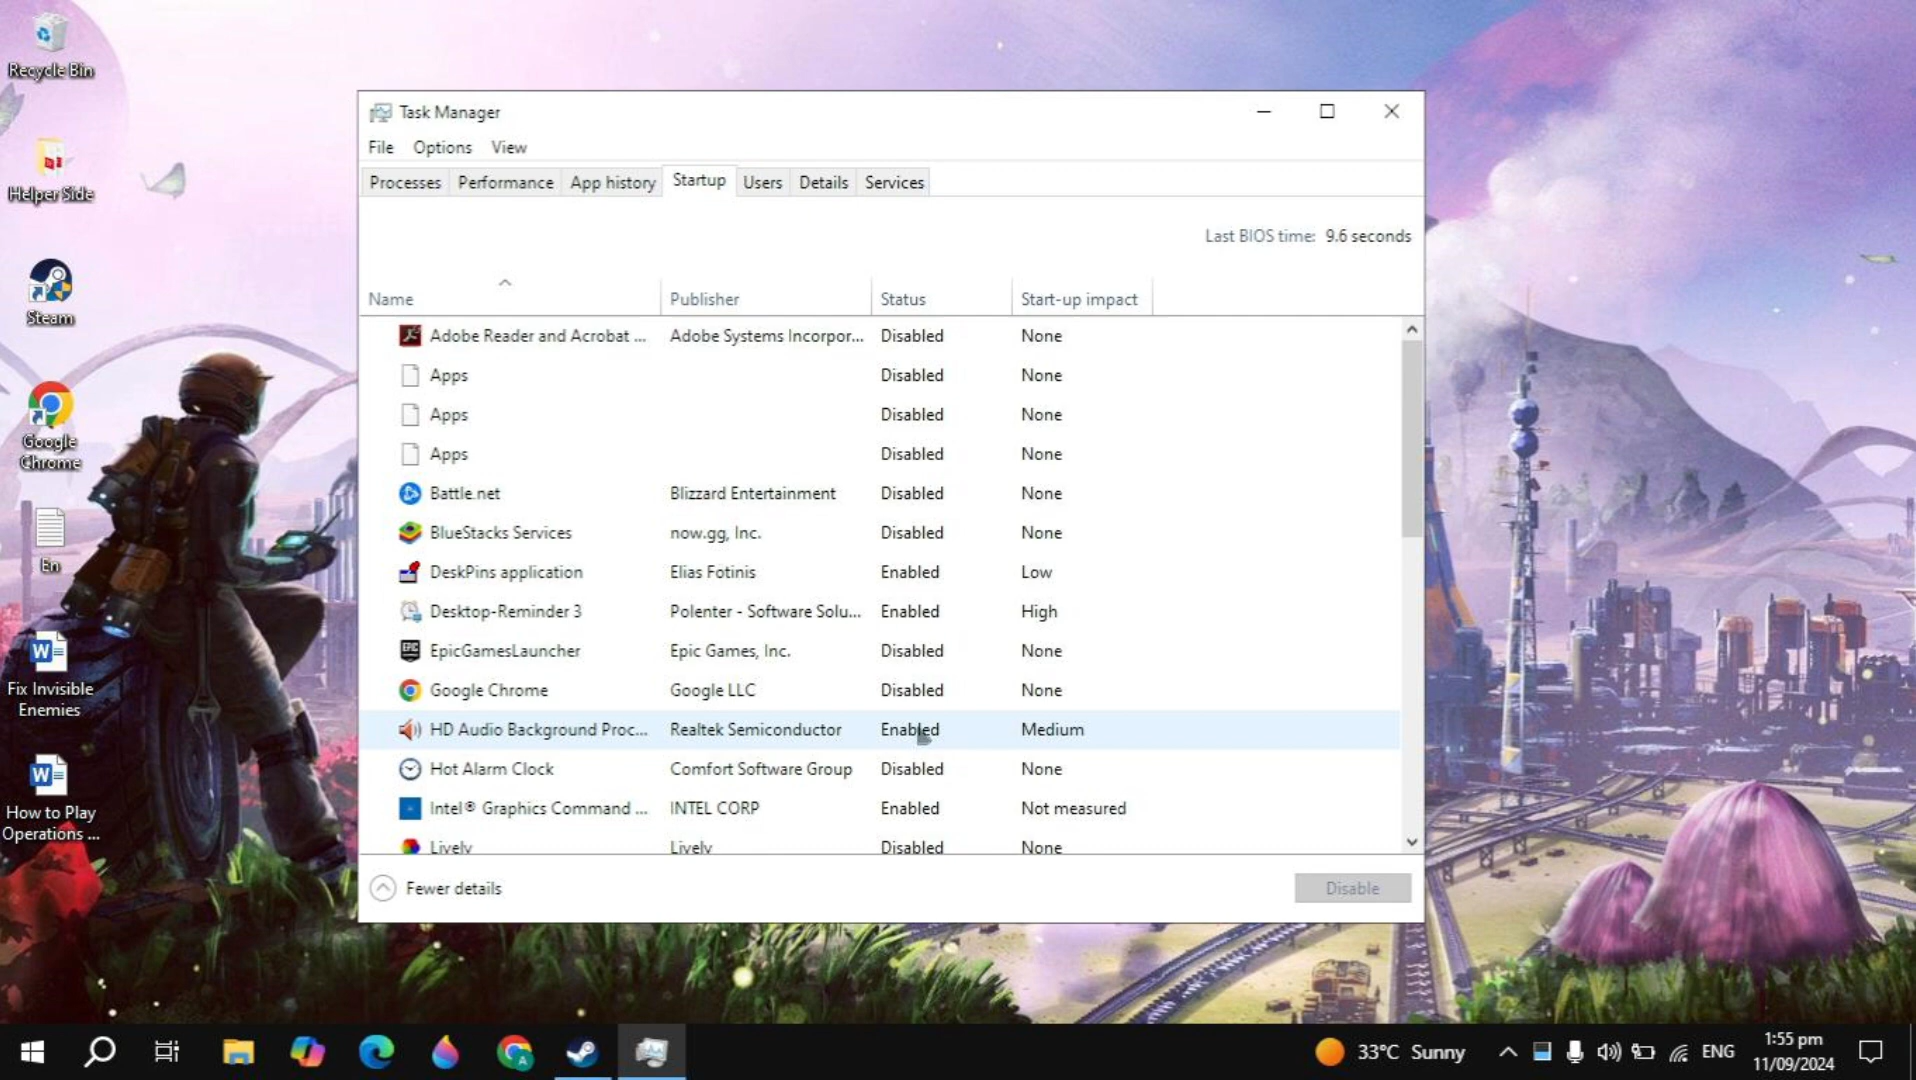 Recycle Bin
Helper Side
Steam
Google
Chrome
En
Fix Invisible
Enemies
How to Play
Operations ...
Task Manager
File Options View
Processes Performance App history Startup Users Details Services
Last BIOS time: 9.6 seconds
Name Publisher Status Start-up impact
Adobe Reader and Acrobat ... Adobe Systems Incorpor... Disabled None
Apps Disabled None
Apps Disabled None
Apps Disabled None
Battle.net Blizzard Entertainment Disabled None
BlueStacks Services now.gg, Inc. Disabled None
DeskPins application Elias Fotinis Enabled Low
Desktop-Reminder 3 Polenter - Software Solu... Enabled High
EpicGamesLauncher Epic Games, Inc. Disabled None
Google Chrome Google LLC Disabled None
HD Audio Background Proc... Realtek Semiconductor Enabled Medium
Hot Alarm Clock Comfort Software Group Disabled None
Intel® Graphics Command ... INTEL CORP Enabled Not measured
Lively Lively Disabled None
Fewer details Disable
33°C Sunny ENG 1:55 pm
11/09/2024